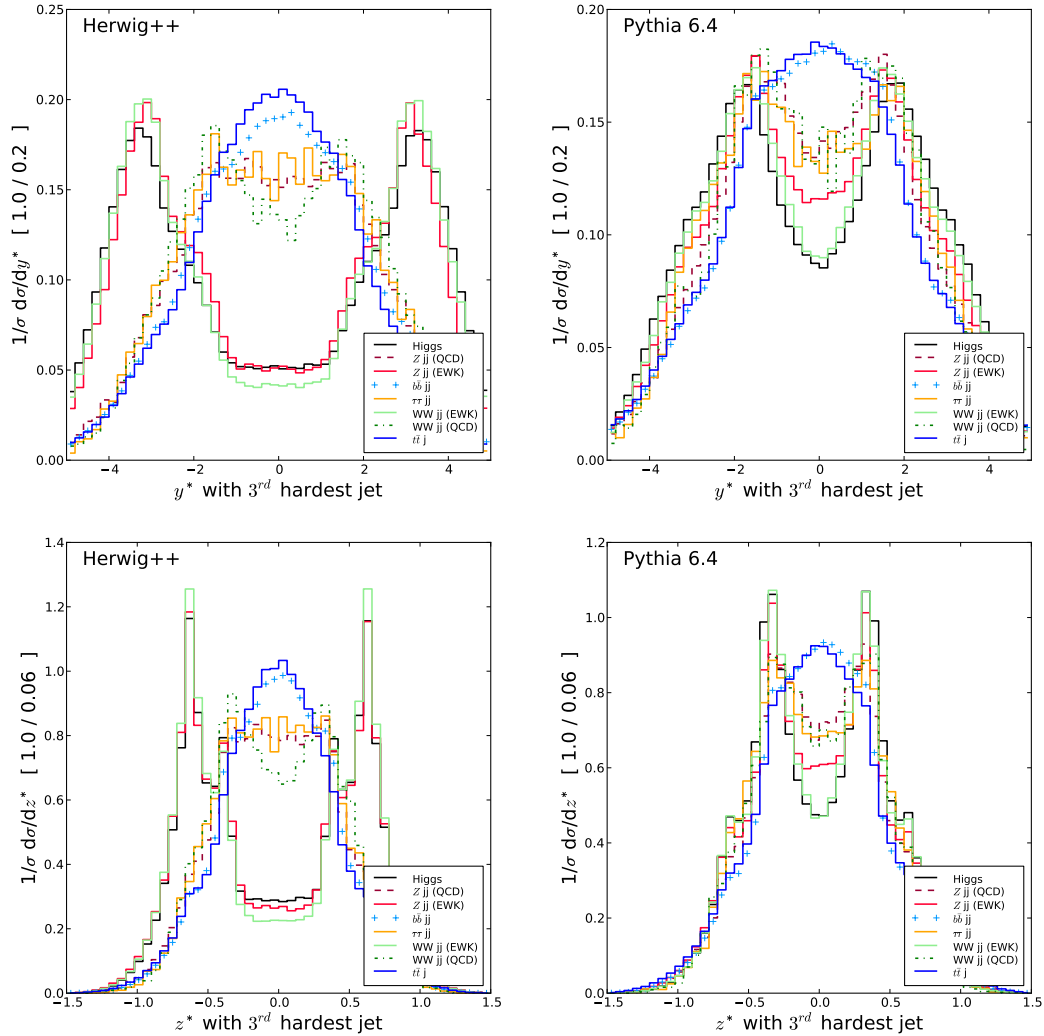 Herwig++
1/σ dσ/dy* [ 1.0 / 0.2 ]
0.25
0.20
0.15
0.10
0.05
0.00
−4 −2 0 2 4
y* with 3rd hardest jet
Higgs
Z jj (QCD)
Z jj (EWK)
bb̄ jj
ττ jj
WW jj (EWK)
WW jj (QCD)
tt̄ j
Pythia 6.4
1/σ dσ/dy* [ 1.0 / 0.2 ]
0.20
0.15
0.10
0.05
0.00
−4 −2 0 2 4
y* with 3rd hardest jet
Higgs
Z jj (QCD)
Z jj (EWK)
bb̄ jj
ττ jj
WW jj (EWK)
WW jj (QCD)
tt̄ j
Herwig++
1/σ dσ/dz* [ 1.0 / 0.06 ]
1.4
1.2
1.0
0.8
0.6
0.4
0.2
0.0
−1.5 −1.0 −0.5 0.0 0.5 1.0 1.5
z* with 3rd hardest jet
Higgs
Z jj (QCD)
Z jj (EWK)
bb̄ jj
ττ jj
WW jj (EWK)
WW jj (QCD)
tt̄ j
Pythia 6.4
1/σ dσ/dz* [ 1.0 / 0.06 ]
1.2
1.0
0.8
0.6
0.4
0.2
0.0
−1.5 −1.0 −0.5 0.0 0.5 1.0 1.5
z* with 3rd hardest jet
Higgs
Z jj (QCD)
Z jj (EWK)
bb̄ jj
ττ jj
WW jj (EWK)
WW jj (QCD)
tt̄ j